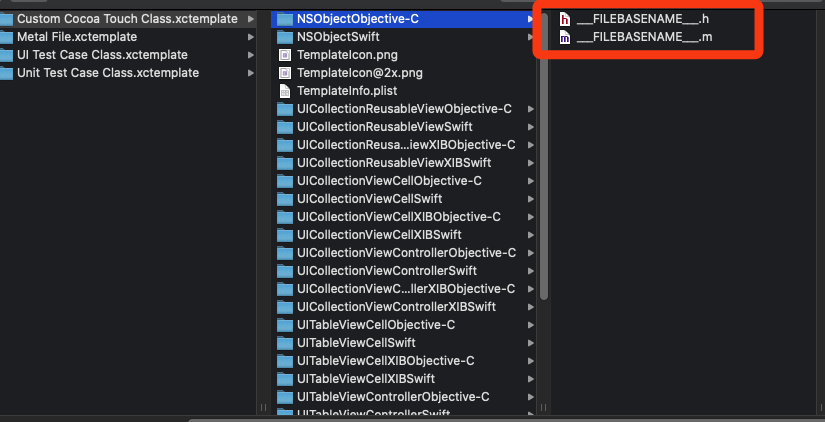 Custom Cocoa Touch Class.xctemplate
Metal File.xctemplate
UI Test Case Class.xctemplate
Unit Test Case Class.xctemplate
NSObjectObjective-C
NSObjectSwift
TemplateIcon.png
TemplateIcon@2x.png
TemplateInfo.plist
UICollectionReusableViewObjective-C
UICollectionReusableViewSwift
UICollectionReusa...iewXIBObjective-C
UICollectionReusableViewXIBSwift
UICollectionViewCellObjective-C
UICollectionViewCellSwift
UICollectionViewCellXIBObjective-C
UICollectionViewCellXIBSwift
UICollectionViewControllerObjective-C
UICollectionViewControllerSwift
UICollectionViewC...llerXIBObjective-C
UICollectionViewControllerXIBSwift
UITableViewCellObjective-C
UITableViewCellSwift
UITableViewCellXIBObjective-C
UITableViewCellXIBSwift
UITableViewControllerObjective-C
UITableViewControllerSwift
h ___FILEBASENAME___.h
m ___FILEBASENAME___.m